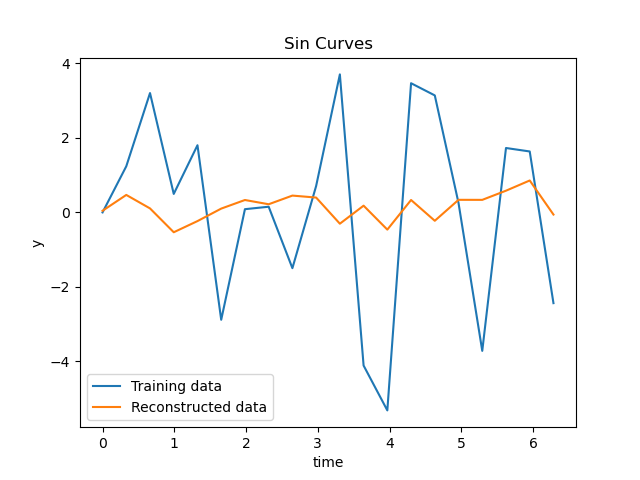 Sin Curves
4
2
0
−2
−4
y
Training data
Reconstructed data
0 1 2 3 4 5 6
time